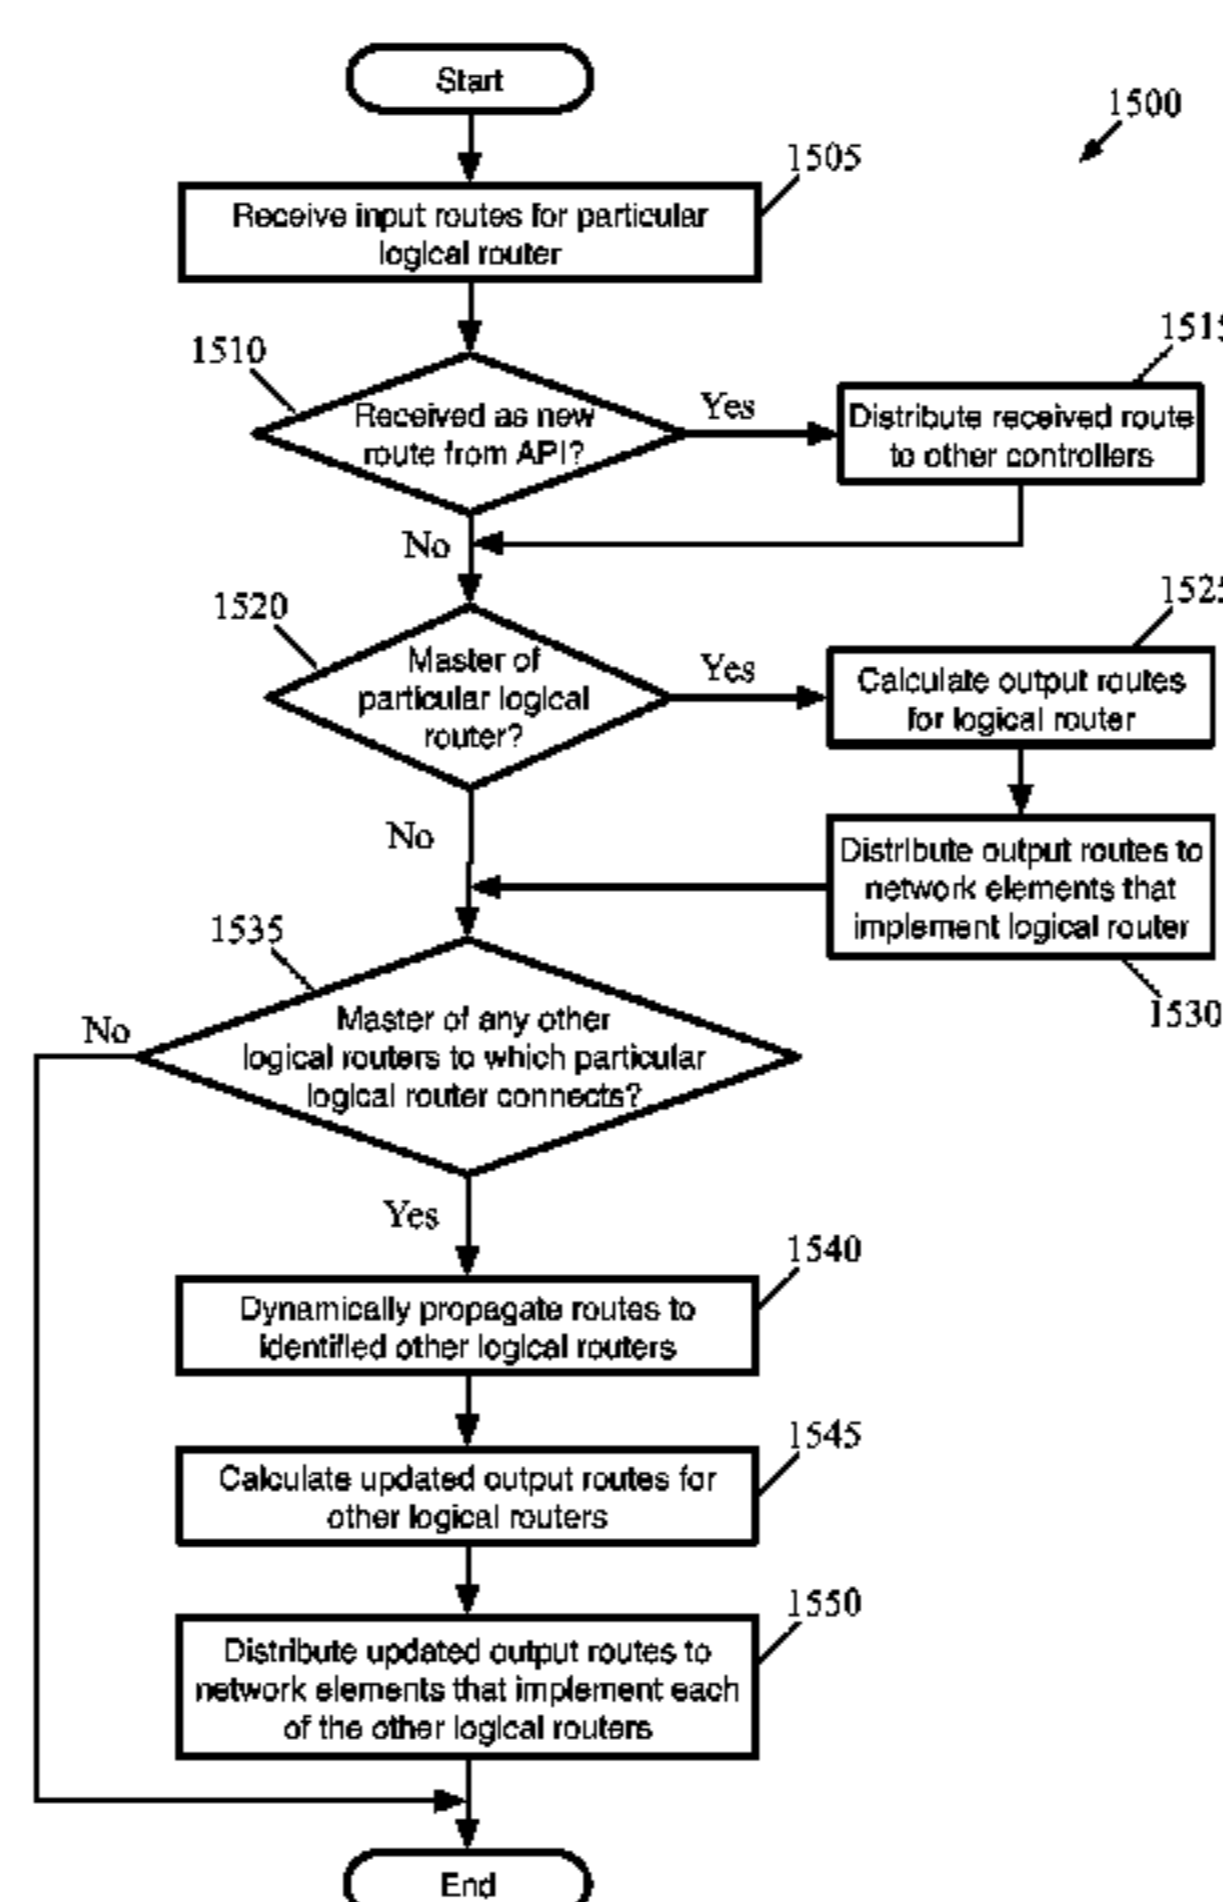 Start
1500
1505
Receive input routes for particular
logical router
1510
Received as new
route from API?
Yes
1515
Distribute received route
to other controllers
No
1520
Master of
particular logical
router?
Yes
1525
Calculate output routes
for logical router
No
Distribute output routes to
network elements that
implement logical router
1530
1535
No
Master of any other
logical routers to which particular
logical router connects?
Yes
1540
Dynamically propagate routes to
identified other logical routers
1545
Calculate updated output routes for
other logical routers
1550
Distribute updated output routes to
network elements that implement each
of the other logical routers
End